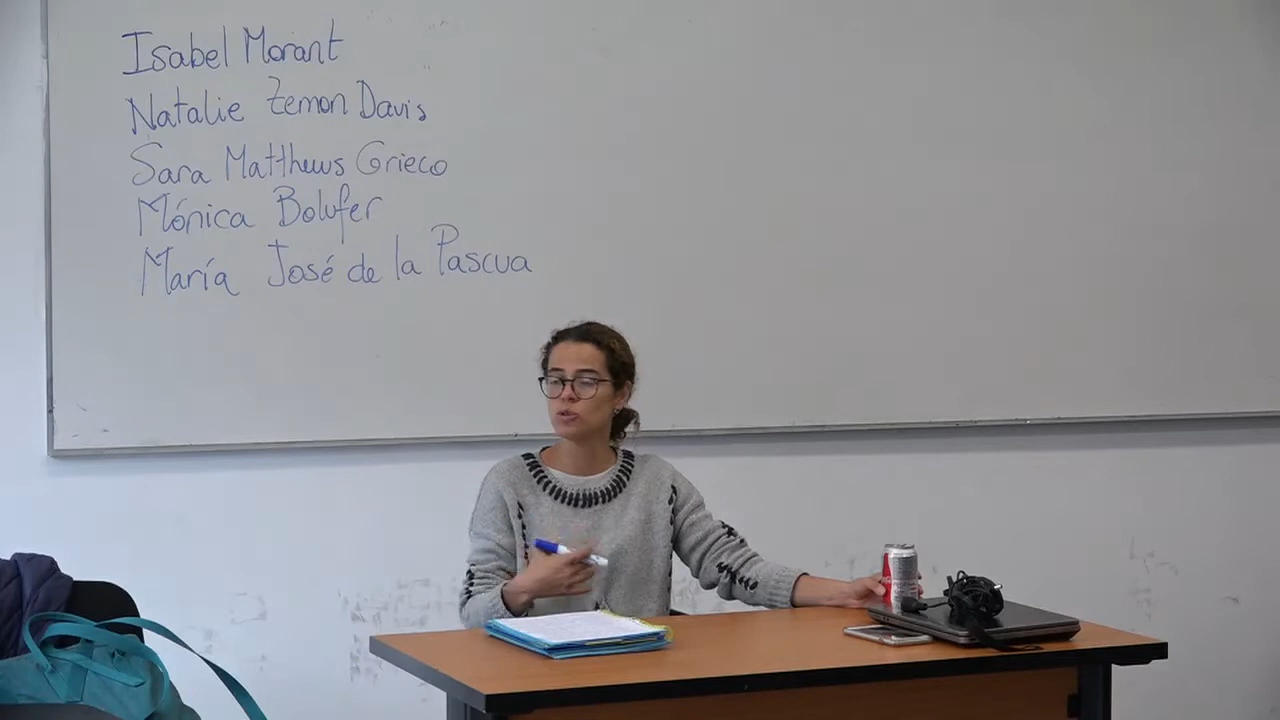 Isabel Morant
Natalie Zemon Davis
Sara Matthews Grieco
Mónica Bolufer
María José de la Pascua